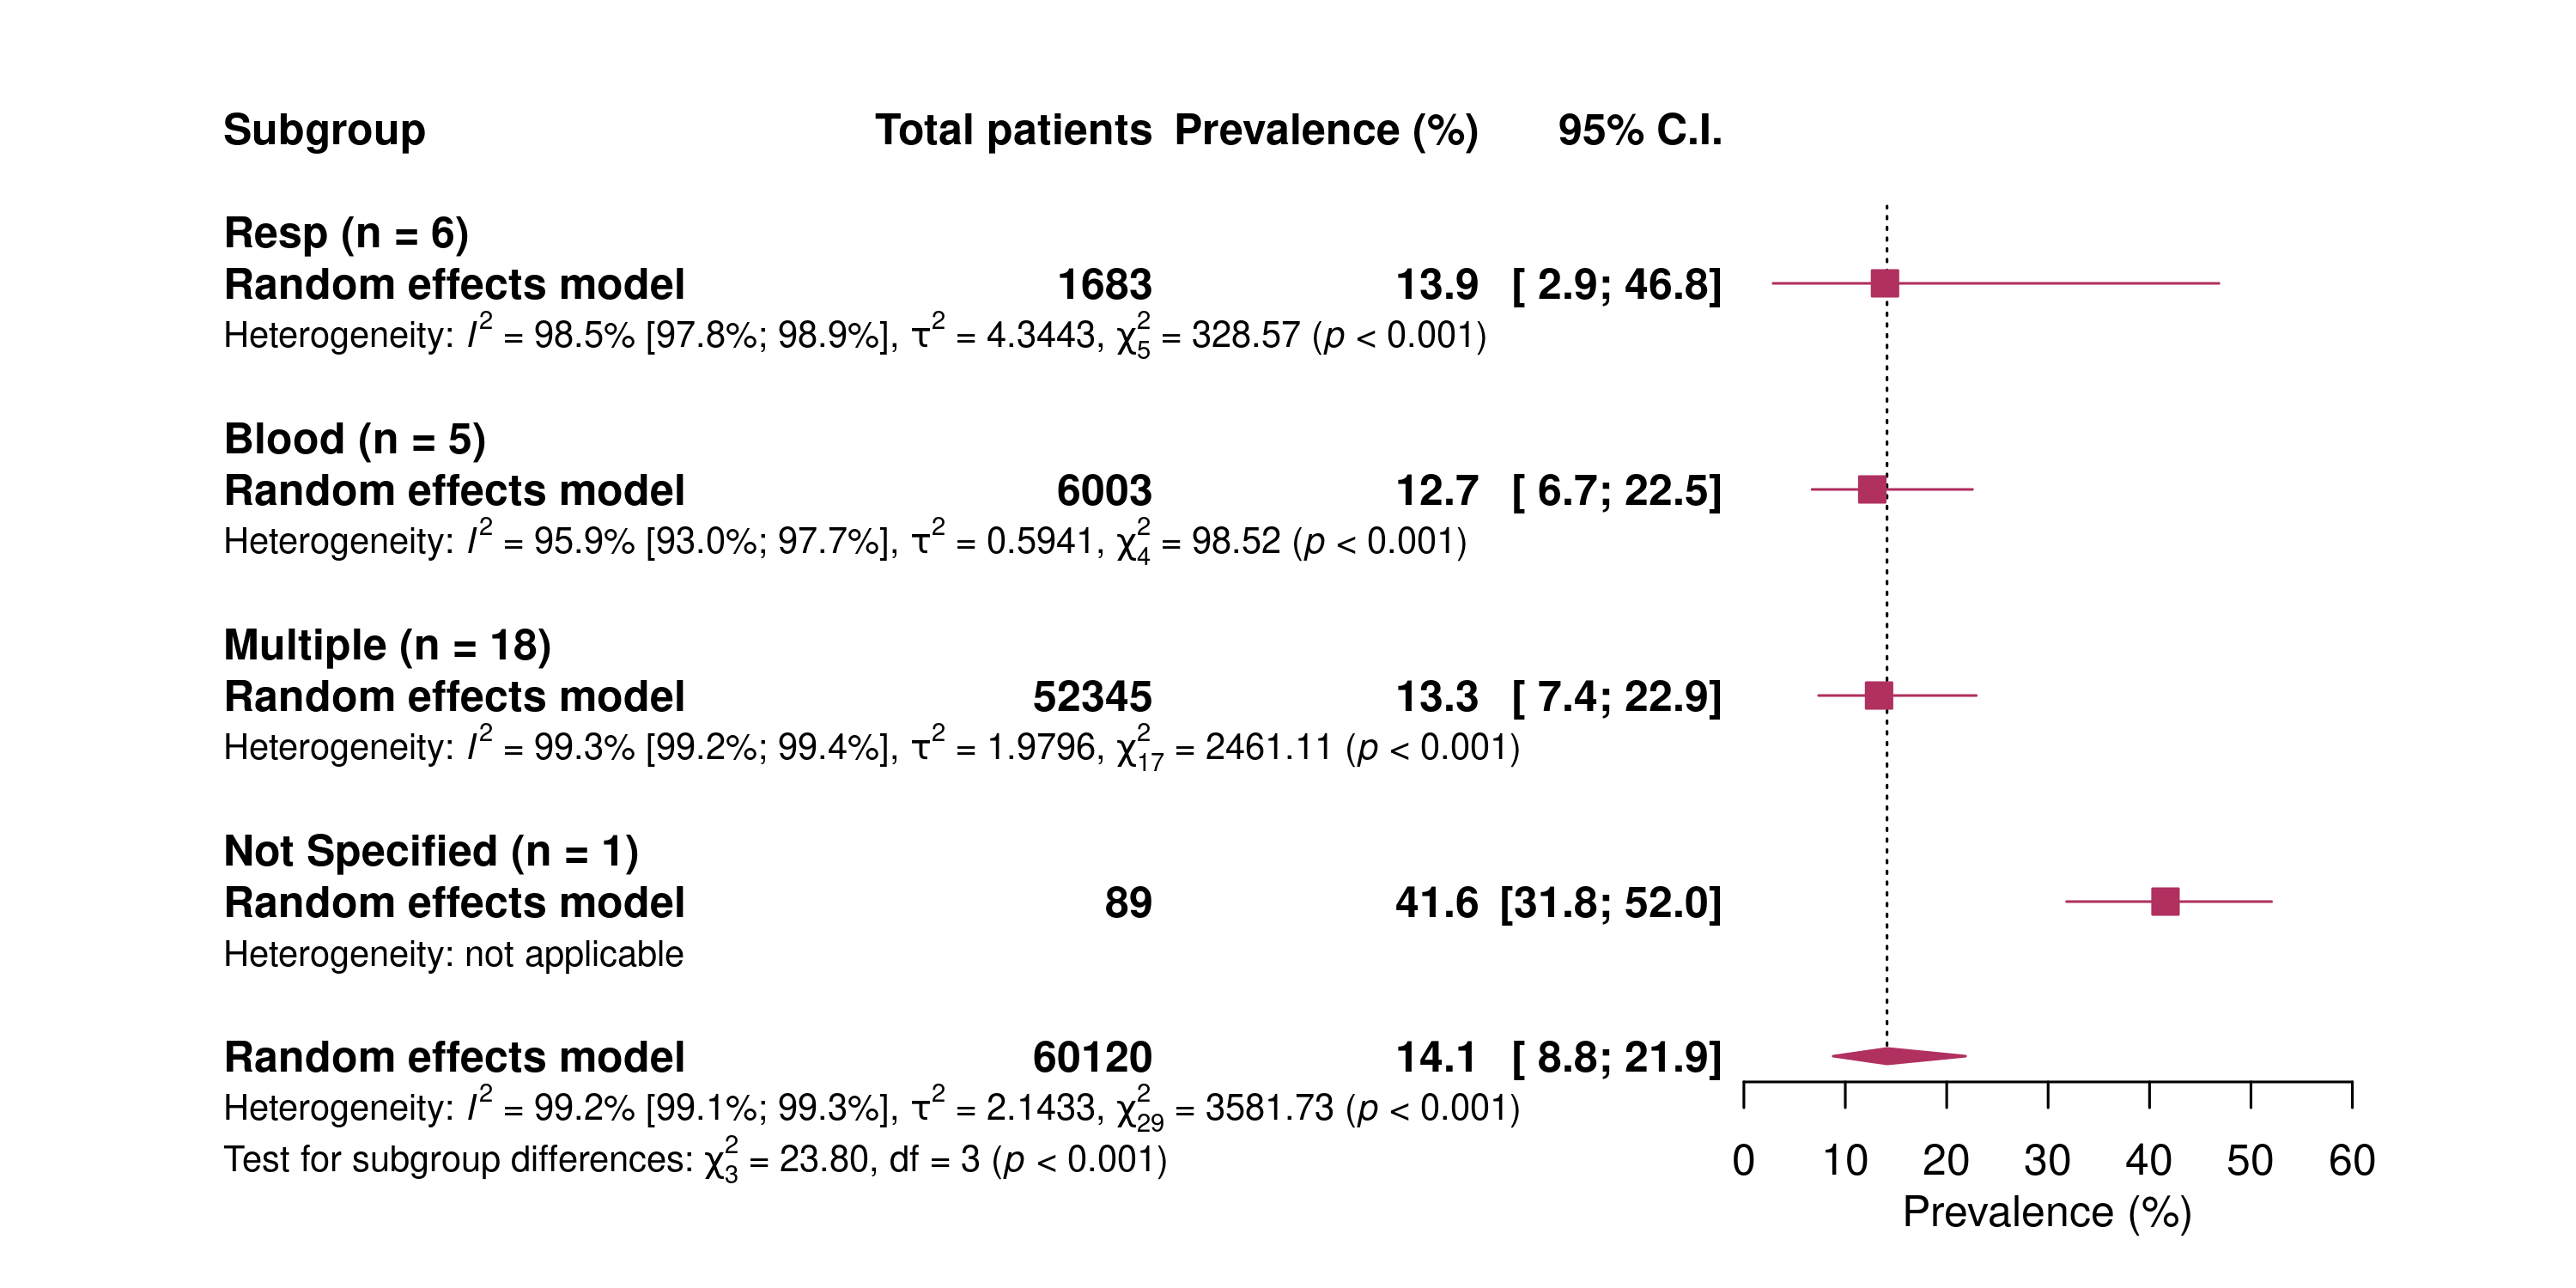 Subgroup Total patients Prevalence (%) 95% C.I.
Resp (n = 6)
Random effects model 1683 13.9 [ 2.9; 46.8]
Heterogeneity: I² = 98.5% [97.8%; 98.9%], τ² = 4.3443, χ²₅ = 328.57 (p < 0.001)
Blood (n = 5)
Random effects model 6003 12.7 [ 6.7; 22.5]
Heterogeneity: I² = 95.9% [93.0%; 97.7%], τ² = 0.5941, χ²₄ = 98.52 (p < 0.001)
Multiple (n = 18)
Random effects model 52345 13.3 [ 7.4; 22.9]
Heterogeneity: I² = 99.3% [99.2%; 99.4%], τ² = 1.9796, χ²₁₇ = 2461.11 (p < 0.001)
Not Specified (n = 1)
Random effects model 89 41.6 [31.8; 52.0]
Heterogeneity: not applicable
Random effects model 60120 14.1 [ 8.8; 21.9]
Heterogeneity: I² = 99.2% [99.1%; 99.3%], τ² = 2.1433, χ²₂₉ = 3581.73 (p < 0.001)
Test for subgroup differences: χ²₃ = 23.80, df = 3 (p < 0.001)
0 10 20 30 40 50 60
Prevalence (%)